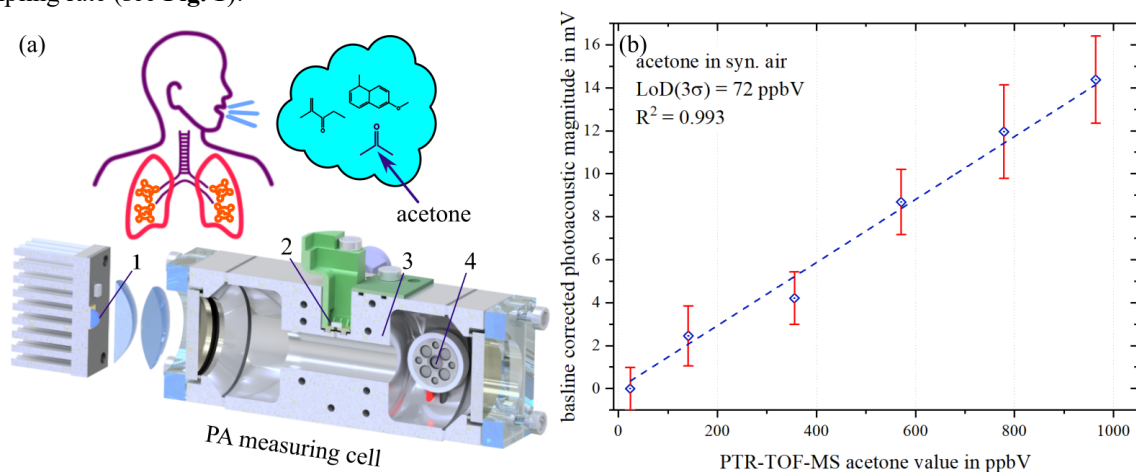 (see Fig 1).
(a)
acetone
1
2
3
4
PA measuring cell
(b)
acetone in syn. air
LoD(3σ) = 72 ppbV
R² = 0.993
basline corrected photoacoustic magnitude in mV
16
14
12
10
8
6
4
2
0
0 200 400 600 800 1000
PTR-TOF-MS acetone value in ppbV